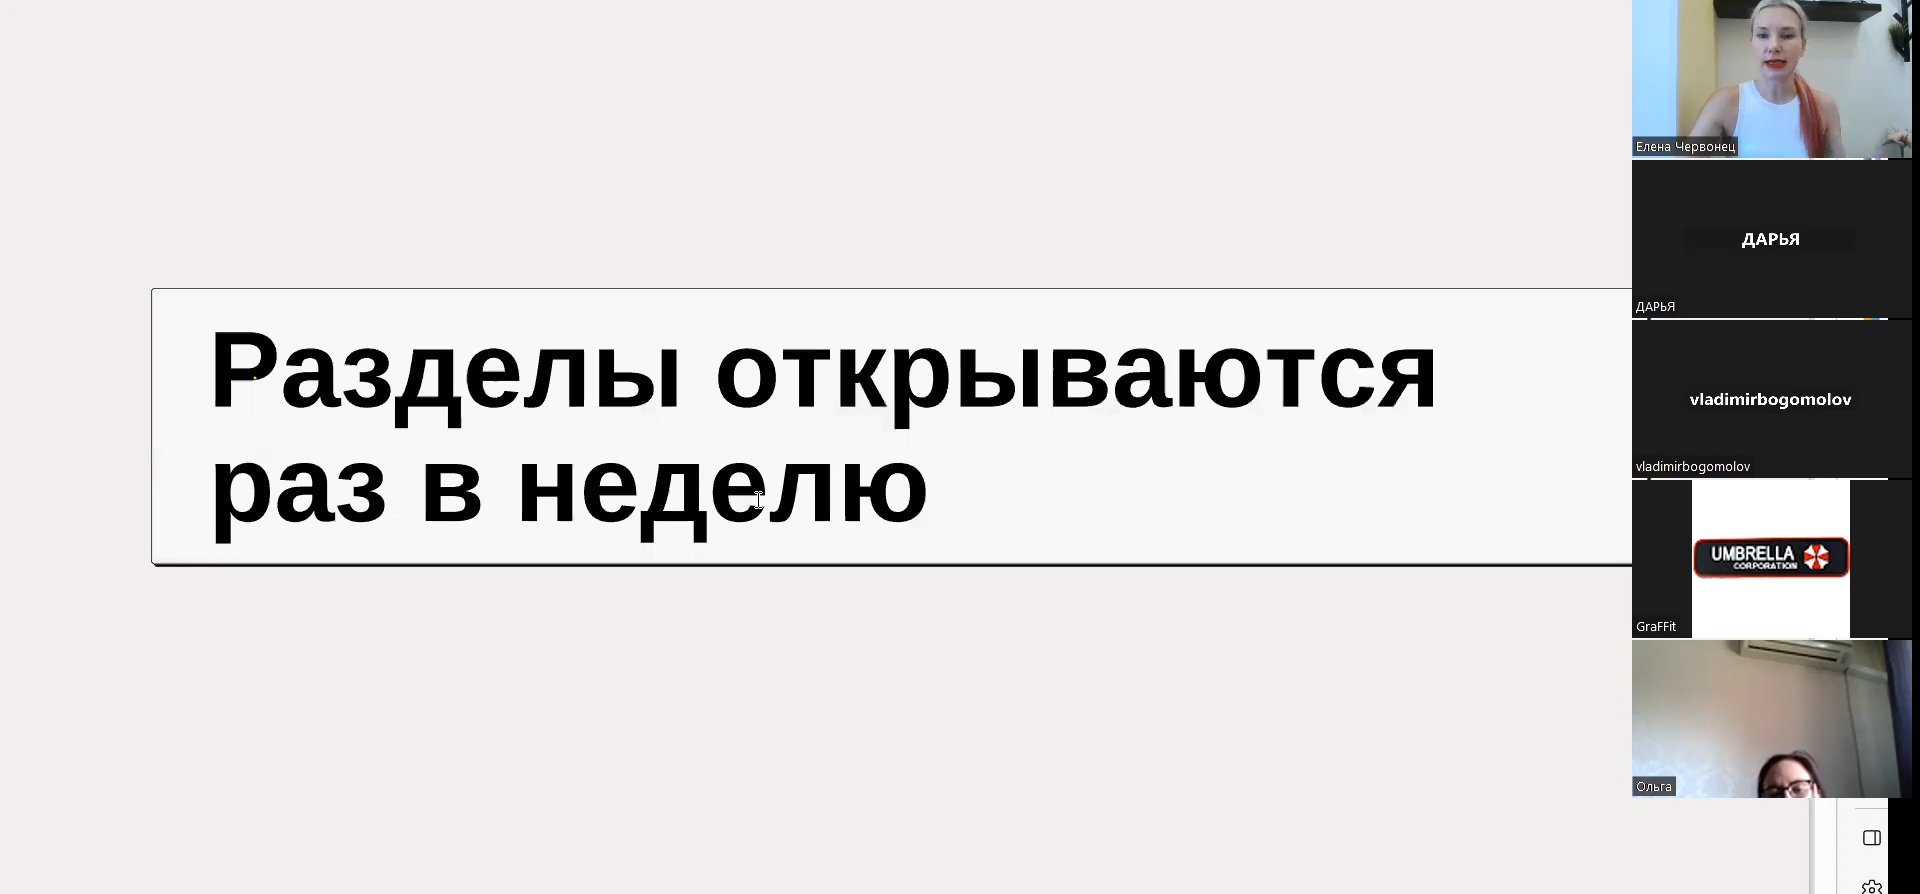 Разделы открываются
раз в неделю
Елена Червонец
ДАРЬЯ
ДАРЬЯ
vladimirbogomolov
vladimirbogomolov
UMBRELLA
CORPORATION
GraFFit
Ольга